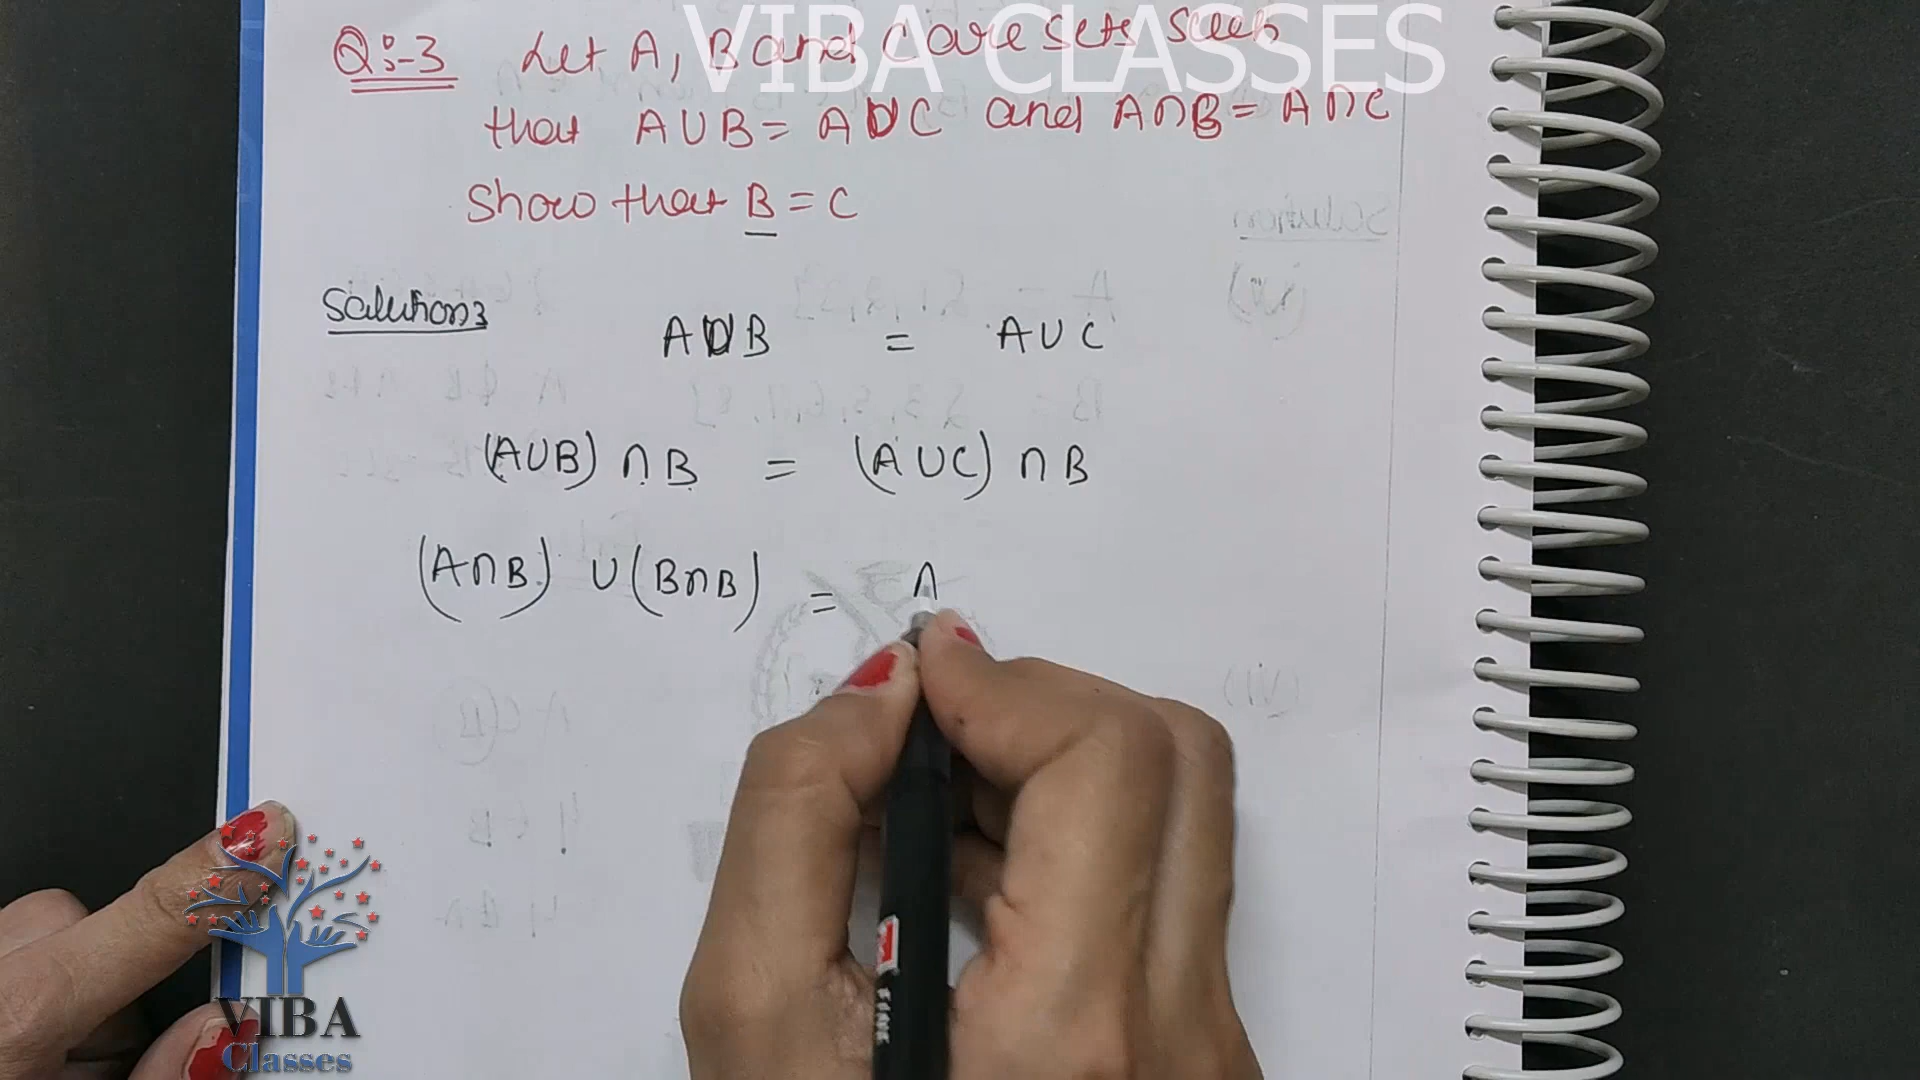 VIBA CLASSES
Q:-3 Let A, B and C are sets such
that A∪B = A∪C and A∩B = A∩C
Show that B = C
Solution:
A∪B = A∪C
(A∪B) ∩ B = (A∪C) ∩ B
(A∩B) ∪ (B∩B) = A
VIBA
Classes